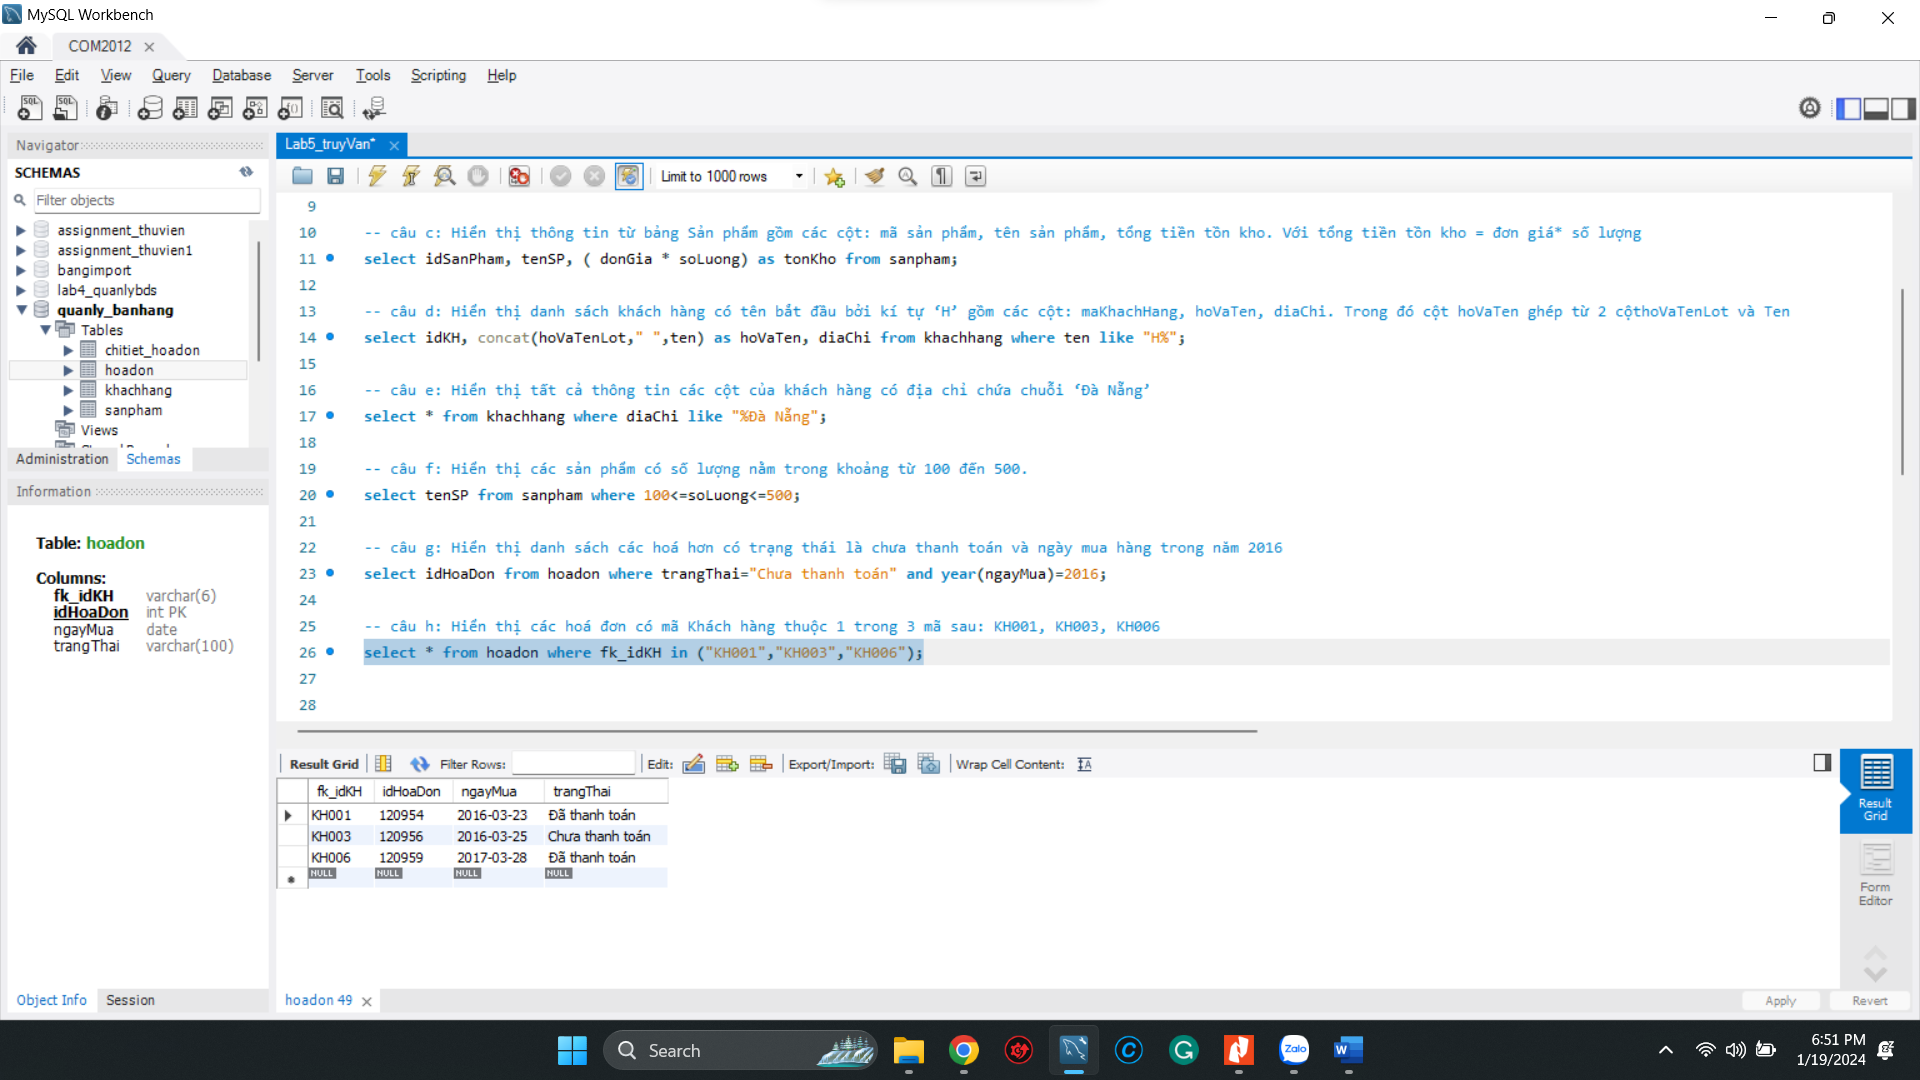 MySQL Workbench
COM2012
File Edit View Query Database Server Tools Scripting Help
Navigator
SCHEMAS
Filter objects
assignment_thuvien
assignment_thuvien1
bangimport
lab4_quanlybds
quanly_banhang
Tables
chitiet_hoadon
hoadon
khachhang
sanpham
Views
Administration Schemas
Information
Table: hoadon
Columns:
fk_idKH varchar(6)
idHoaDon int PK
ngayMua date
trangThai varchar(100)
Object Info Session
Lab5_truyVan*
Limit to 1000 rows
9
10 -- câu c: Hiển thị thông tin từ bảng Sản phẩm gồm các cột: mã sản phẩm, tên sản phẩm, tổng tiền tồn kho. Với tổng tiền tồn kho = đơn giá* số lượng
11 select idSanPham, tenSP, ( donGia * soLuong) as tonKho from sanpham;
12
13 -- câu d: Hiển thị danh sách khách hàng có tên bắt đầu bởi kí tự ‘H’ gồm các cột: maKhachHang, hoVaTen, diaChi. Trong đó cột hoVaTen ghép từ 2 cộthoVaTenLot và Ten
14 select idKH, concat(hoVaTenLot," ",ten) as hoVaTen, diaChi from khachhang where ten like "H%";
15
16 -- câu e: Hiển thị tất cả thông tin các cột của khách hàng có địa chỉ chứa chuỗi ‘Đà Nẵng’
17 select * from khachhang where diaChi like "%Đà Nẵng";
18
19 -- câu f: Hiển thị các sản phẩm có số lượng nằm trong khoảng từ 100 đến 500.
20 select tenSP from sanpham where 100<=soLuong<=500;
21
22 -- câu g: Hiển thị danh sách các hoá hơn có trạng thái là chưa thanh toán và ngày mua hàng trong năm 2016
23 select idHoaDon from hoadon where trangThai="Chưa thanh toán" and year(ngayMua)=2016;
24
25 -- câu h: Hiển thị các hoá đơn có mã Khách hàng thuộc 1 trong 3 mã sau: KH001, KH003, KH006
26 select * from hoadon where fk_idKH in ("KH001","KH003","KH006");
27
28
Result Grid Filter Rows: Edit: Export/Import: Wrap Cell Content:
fk_idKH idHoaDon ngayMua trangThai
KH001 120954 2016-03-23 Đã thanh toán
KH003 120956 2016-03-25 Chưa thanh toán
KH006 120959 2017-03-28 Đã thanh toán
NULL NULL NULL NULL
Result Grid
Form Editor
hoadon 49
Apply Revert
Search
Zalo
6:51 PM
1/19/2024